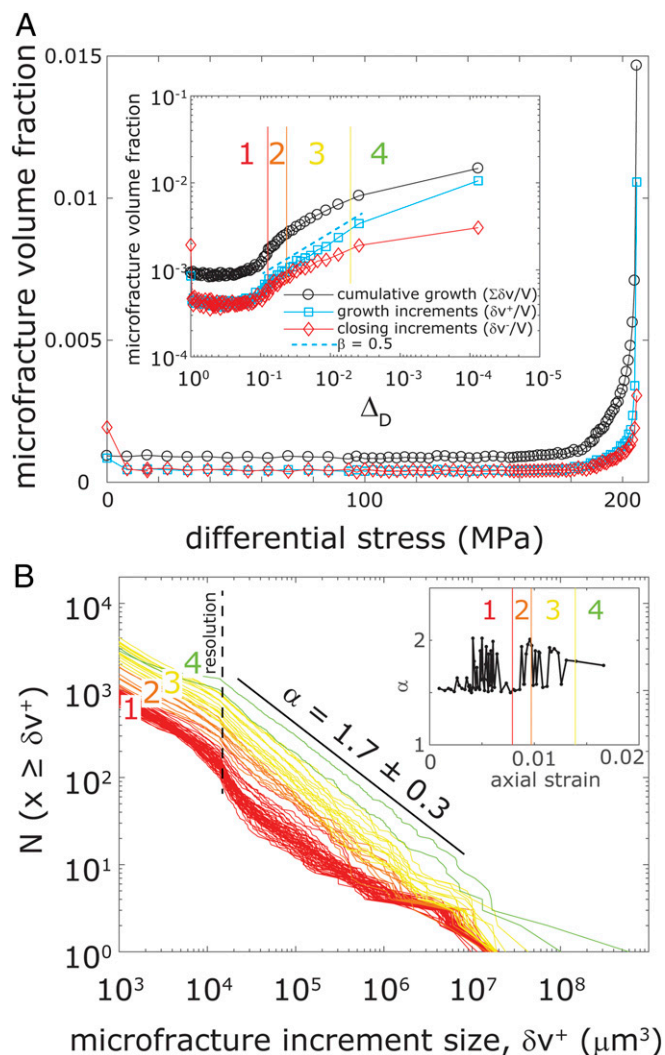 A
microfracture volume fraction
0.015
0.01
0.005
0
0
100
200
differential stress (MPa)
microfracture volume fraction
10⁻¹
10⁻²
10⁻³
10⁻⁴
1 2 3 4
cumulative growth (Σδv/V)
growth increments (δv⁺/V)
closing increments (δv⁻/V)
β = 0.5
10⁰ 10⁻¹ 10⁻² 10⁻³ 10⁻⁴ 10⁻⁵
Δ_D
B
N (x ≥ δv⁺)
10⁴
10³
10²
10¹
10⁰
resolution
4
3
2
1
α = 1.7 ± 0.3
1 2 3 4
α
2
1
0 0.01 0.02
axial strain
10³ 10⁴ 10⁵ 10⁶ 10⁷ 10⁸
microfracture increment size, δv⁺ (μm³)